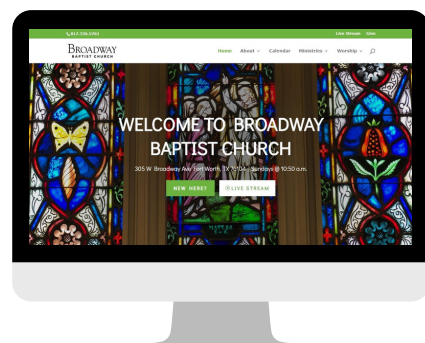 817.336.5761
Live Stream Give
BROADWAY
BAPTIST CHURCH
Home About Calendar Ministries Worship
WELCOME TO BROADWAY
BAPTIST CHURCH
305 W. Broadway Ave Fort Worth, TX 76104 Sundays @ 10:50 a.m.
NEW HERE?
LIVE STREAM